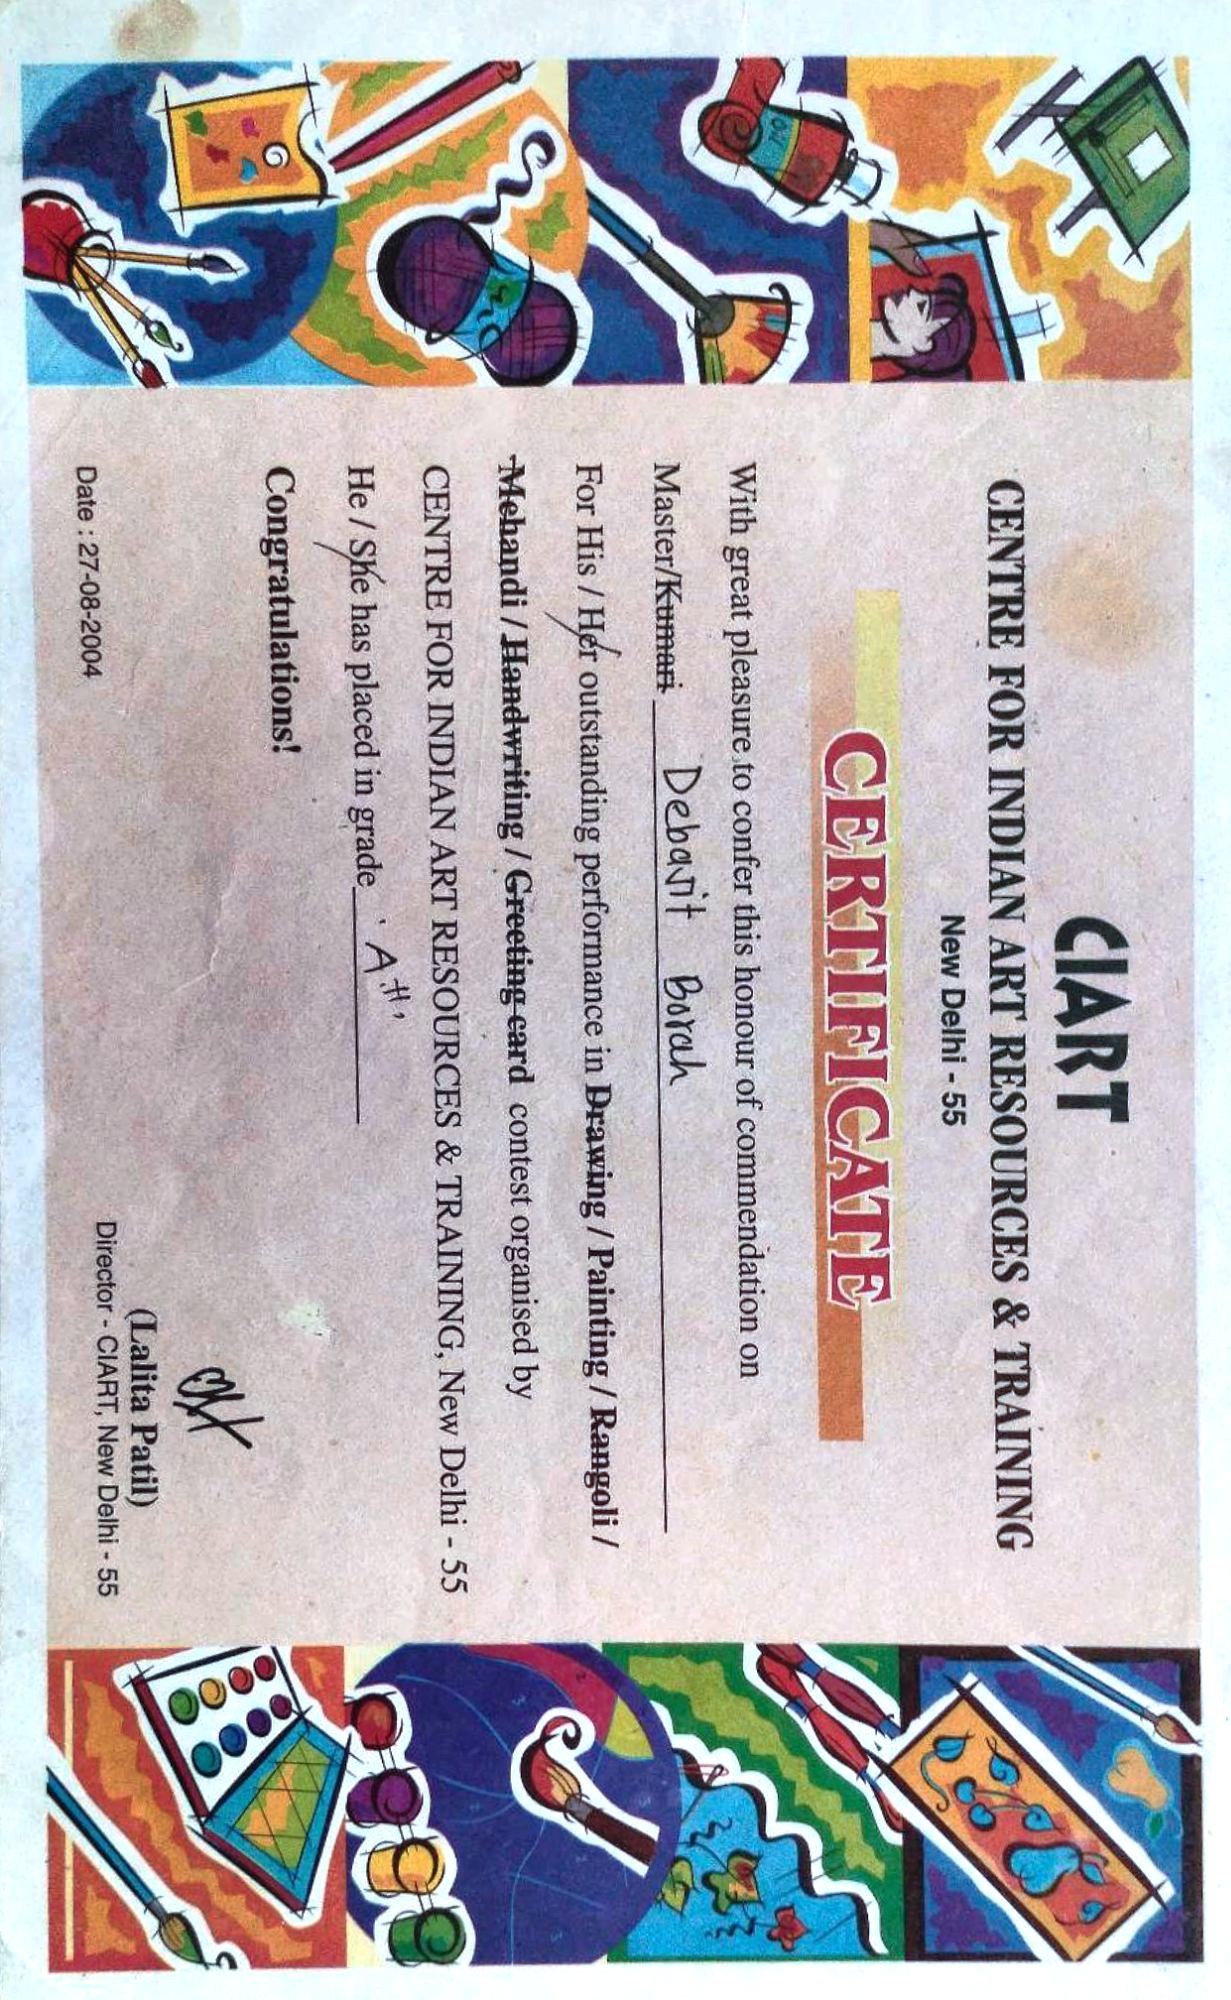 CIART
CENTRE FOR INDIAN ART RESOURCES & TRAINING
New Delhi - 55
CERTIFICATE
With great pleasure to confer this honour of commendation on
Master/Kumari Debajit Borah
For His / Her outstanding performance in Drawing / Painting / Rangoli /
Mehandi / Handwriting / Greeting card contest organised by
CENTRE FOR INDIAN ART RESOURCES & TRAINING, New Delhi - 55
He / She has placed in grade 'A+'
Congratulations!
(Lalita Patil)
Date : 27-08-2004 Director - CIART, New Delhi - 55